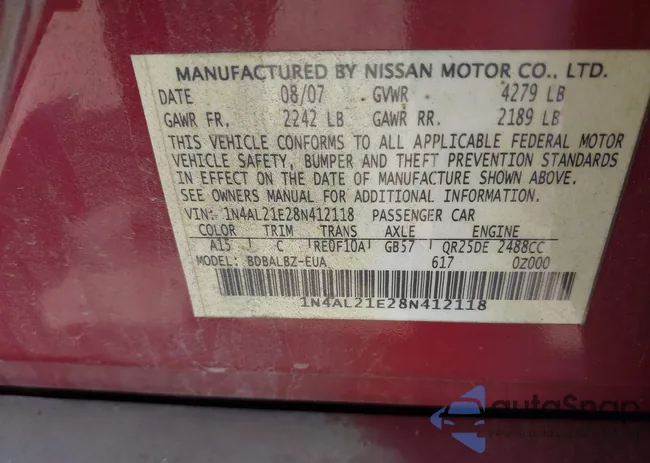 MANUFACTURED BY NISSAN MOTOR CO., LTD.
DATE 08/07 GVWR 4279 LB
GAWR FR. 2242 LB GAWR RR. 2189 LB
THIS VEHICLE CONFORMS TO ALL APPLICABLE FEDERAL MOTOR
VEHICLE SAFETY, BUMPER AND THEFT PREVENTION STANDARDS
IN EFFECT ON THE DATE OF MANUFACTURE SHOWN ABOVE.
SEE OWNERS MANUAL FOR ADDITIONAL INFORMATION.
VIN: 1N4AL21E28N412118 PASSENGER CAR
COLOR TRIM TRANS AXLE ENGINE
A15 C RE0F10A GB57 QR25DE 2488CC
MODEL: BDBALBZ-EUA 617 0Z000
1N4AL21E28N412118
autoSnap